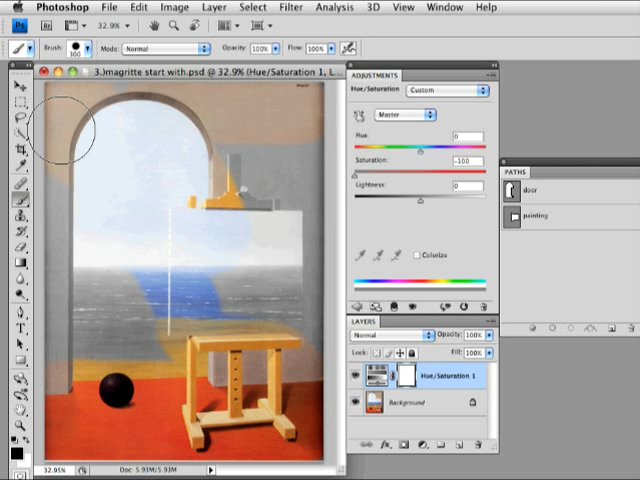 Photoshop File Edit Image Layer Select Filter Analysis 3D View Window Help
Ps Br 32.9%
Brush: 300 Mode: Normal Opacity: 100% Flow: 100%
3.)magritte start with.psd @ 32.9% (Hue/Saturation 1, L...
ADJUSTMENTS
Hue/Saturation Custom
Master
Hue: 0
Saturation: -100
Lightness: 0
Colorize
PATHS
door
painting
LAYERS
Normal Opacity: 100%
Lock: Fill: 100%
Hue/Saturation 1
Background
32.95% Doc: 5.93M/5.93M